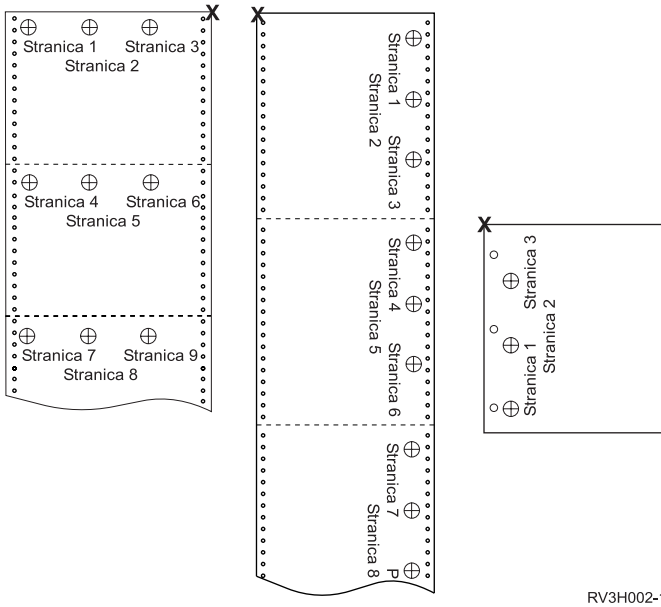 X
Stranica 1 Stranica 3
Stranica 2
Stranica 4 Stranica 6
Stranica 5
Stranica 7 Stranica 9
Stranica 8
X
Stranica 1
Stranica 2
Stranica 3
Stranica 4
Stranica 5
Stranica 6
Stranica 7
Stranica 8
P
X
Stranica 3
Stranica 2
Stranica 1
RV3H002-